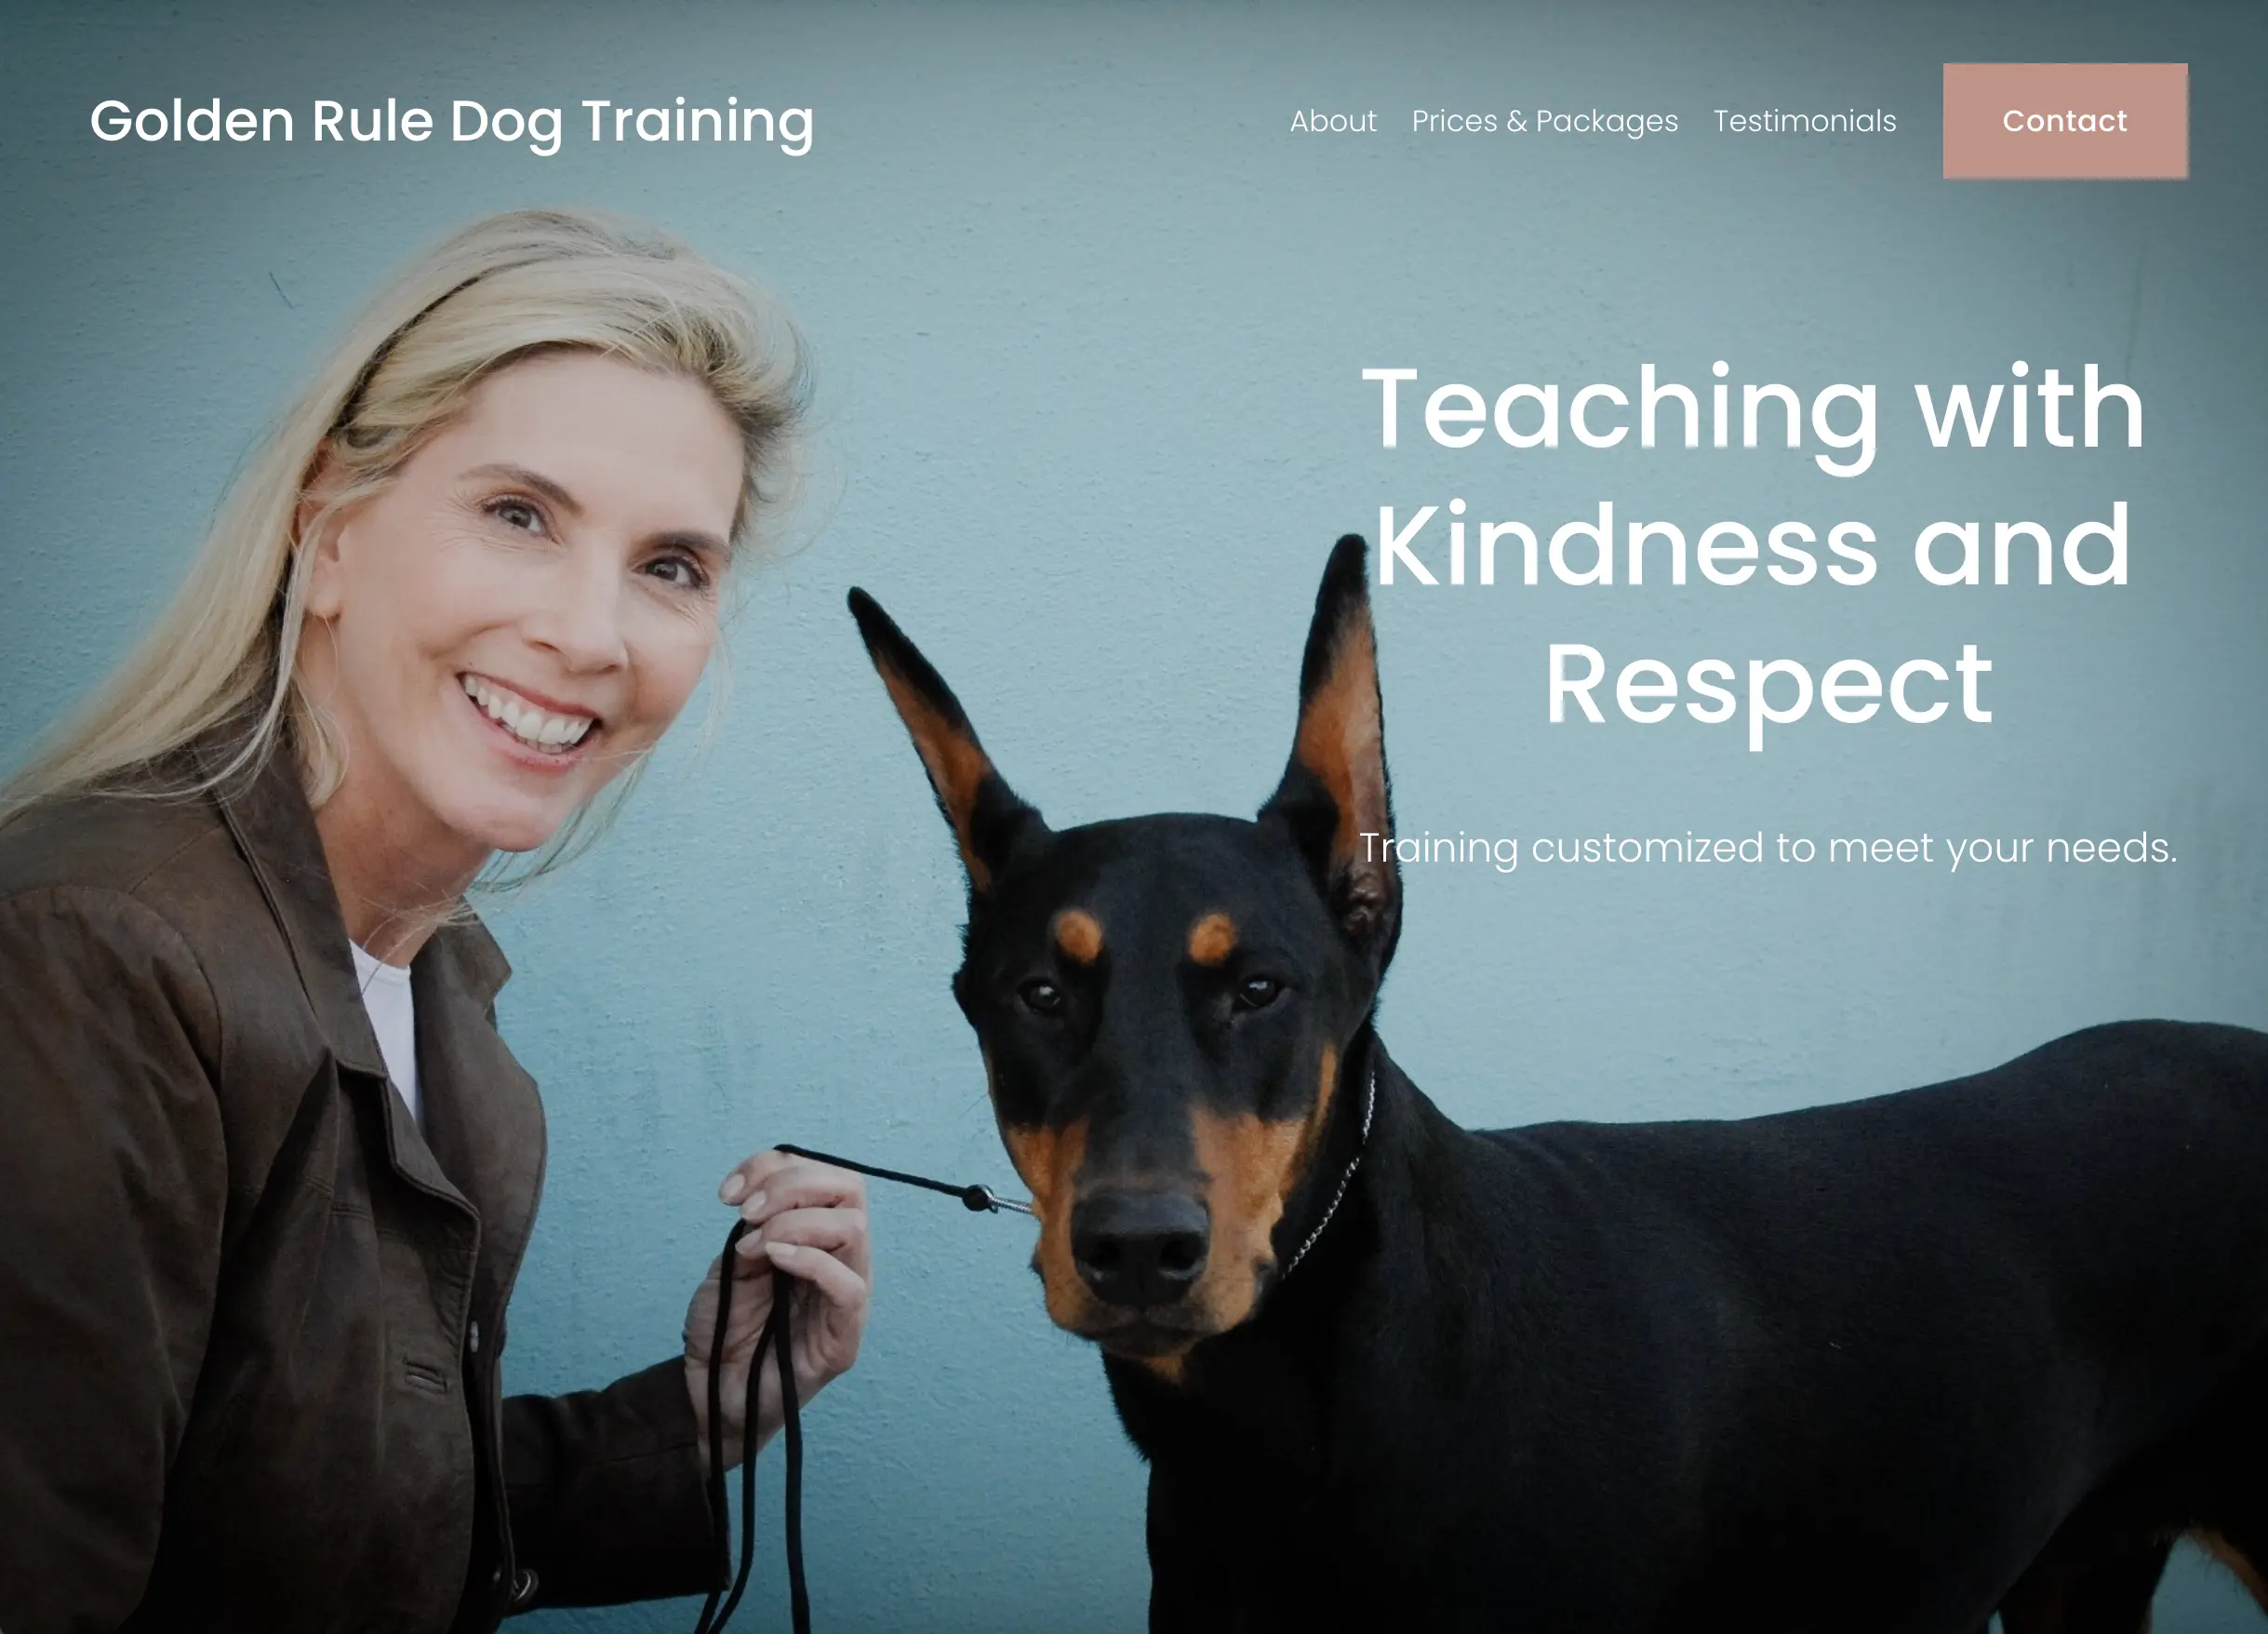 Golden Rule Dog Training
About Prices & Packages Testimonials Contact
Teaching with
Kindness and
Respect
Training customized to meet your needs.